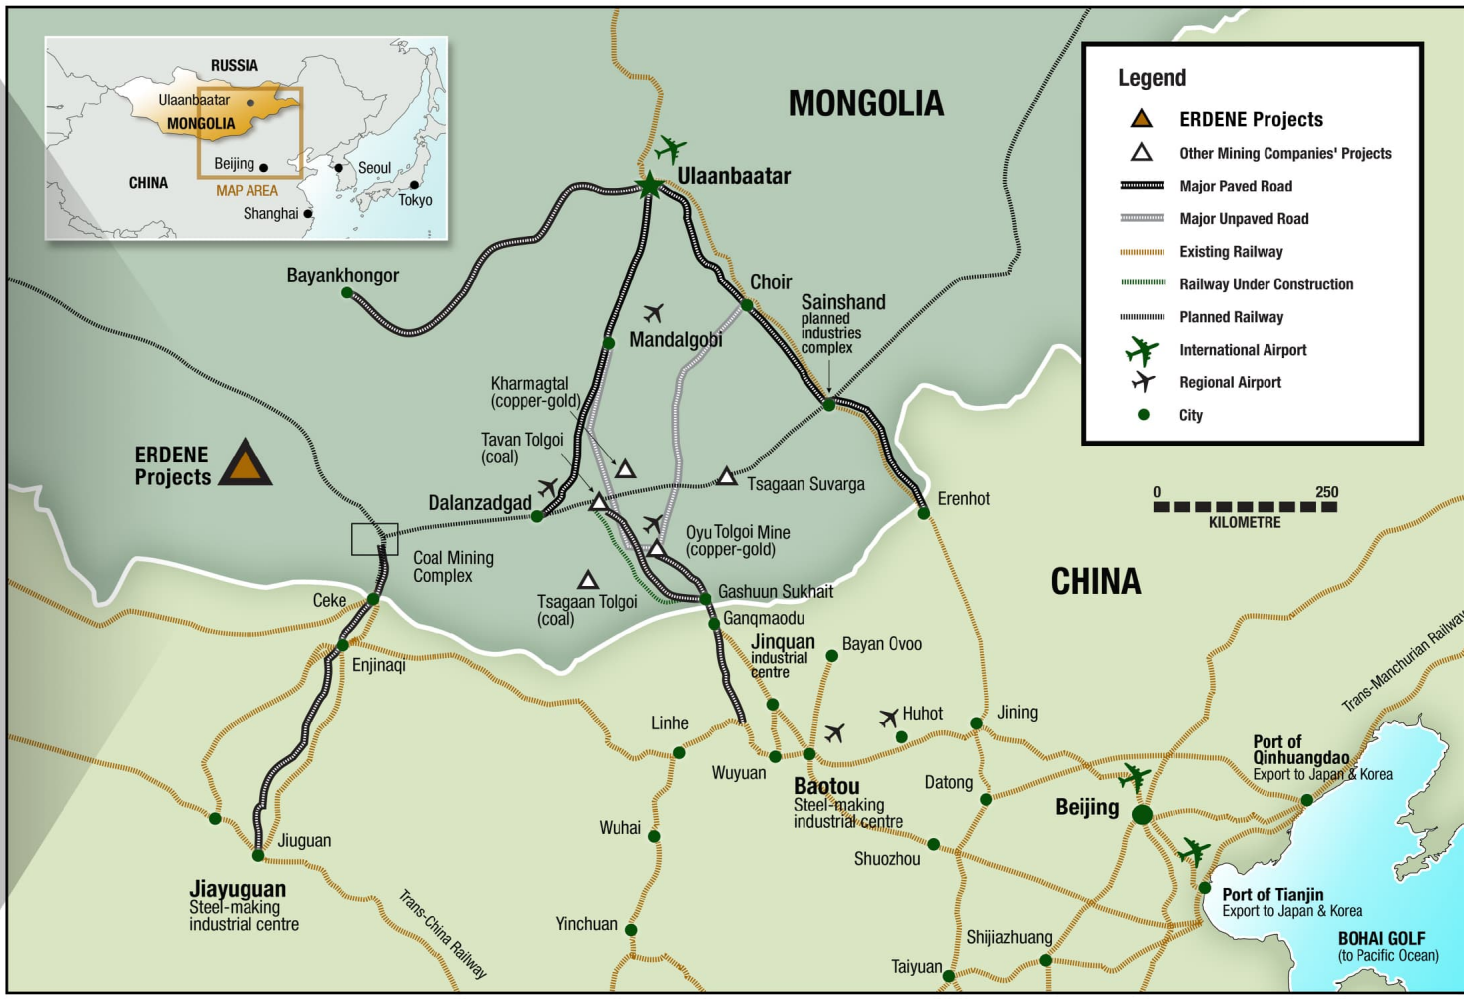 RUSSIA
Ulaanbaatar
MONGOLIA
Beijing
Seoul
CHINA
MAP AREA
Tokyo
Shanghai
MONGOLIA
Legend
ERDENE Projects
Other Mining Companies' Projects
Major Paved Road
Major Unpaved Road
Existing Railway
Railway Under Construction
Planned Railway
International Airport
Regional Airport
City
Ulaanbaatar
Bayankhongor
Choir
Sainshand
planned
industries
complex
Mandalgobi
Kharmagtal
(copper-gold)
Tavan Tolgoi
(coal)
ERDENE
Projects
Dalanzadgad
Tsagaan Suvarga
Erenhot
0 250
KILOMETRE
Oyu Tolgoi Mine
(copper-gold)
Coal Mining
Complex
CHINA
Ceke
Tsagaan Tolgoi
(coal)
Gashuun Sukhait
Ganqmaodu
Enjinaqi
Jinquan
industrial
centre
Bayan Ovoo
Trans-Manchurian Railway
Linhe
Huhot
Jining
Wuyuan
Port of
Qinhuangdao
Export to Japan & Korea
Baotou
Steel-making
industrial centre
Datong
Beijing
Wuhai
Jiuguan
Shuozhou
Jiayuguan
Steel-making
industrial centre
Trans-China Railway
Port of Tianjin
Export to Japan & Korea
Yinchuan
Shijiazhuang
BOHAI GOLF
(to Pacific Ocean)
Taiyuan